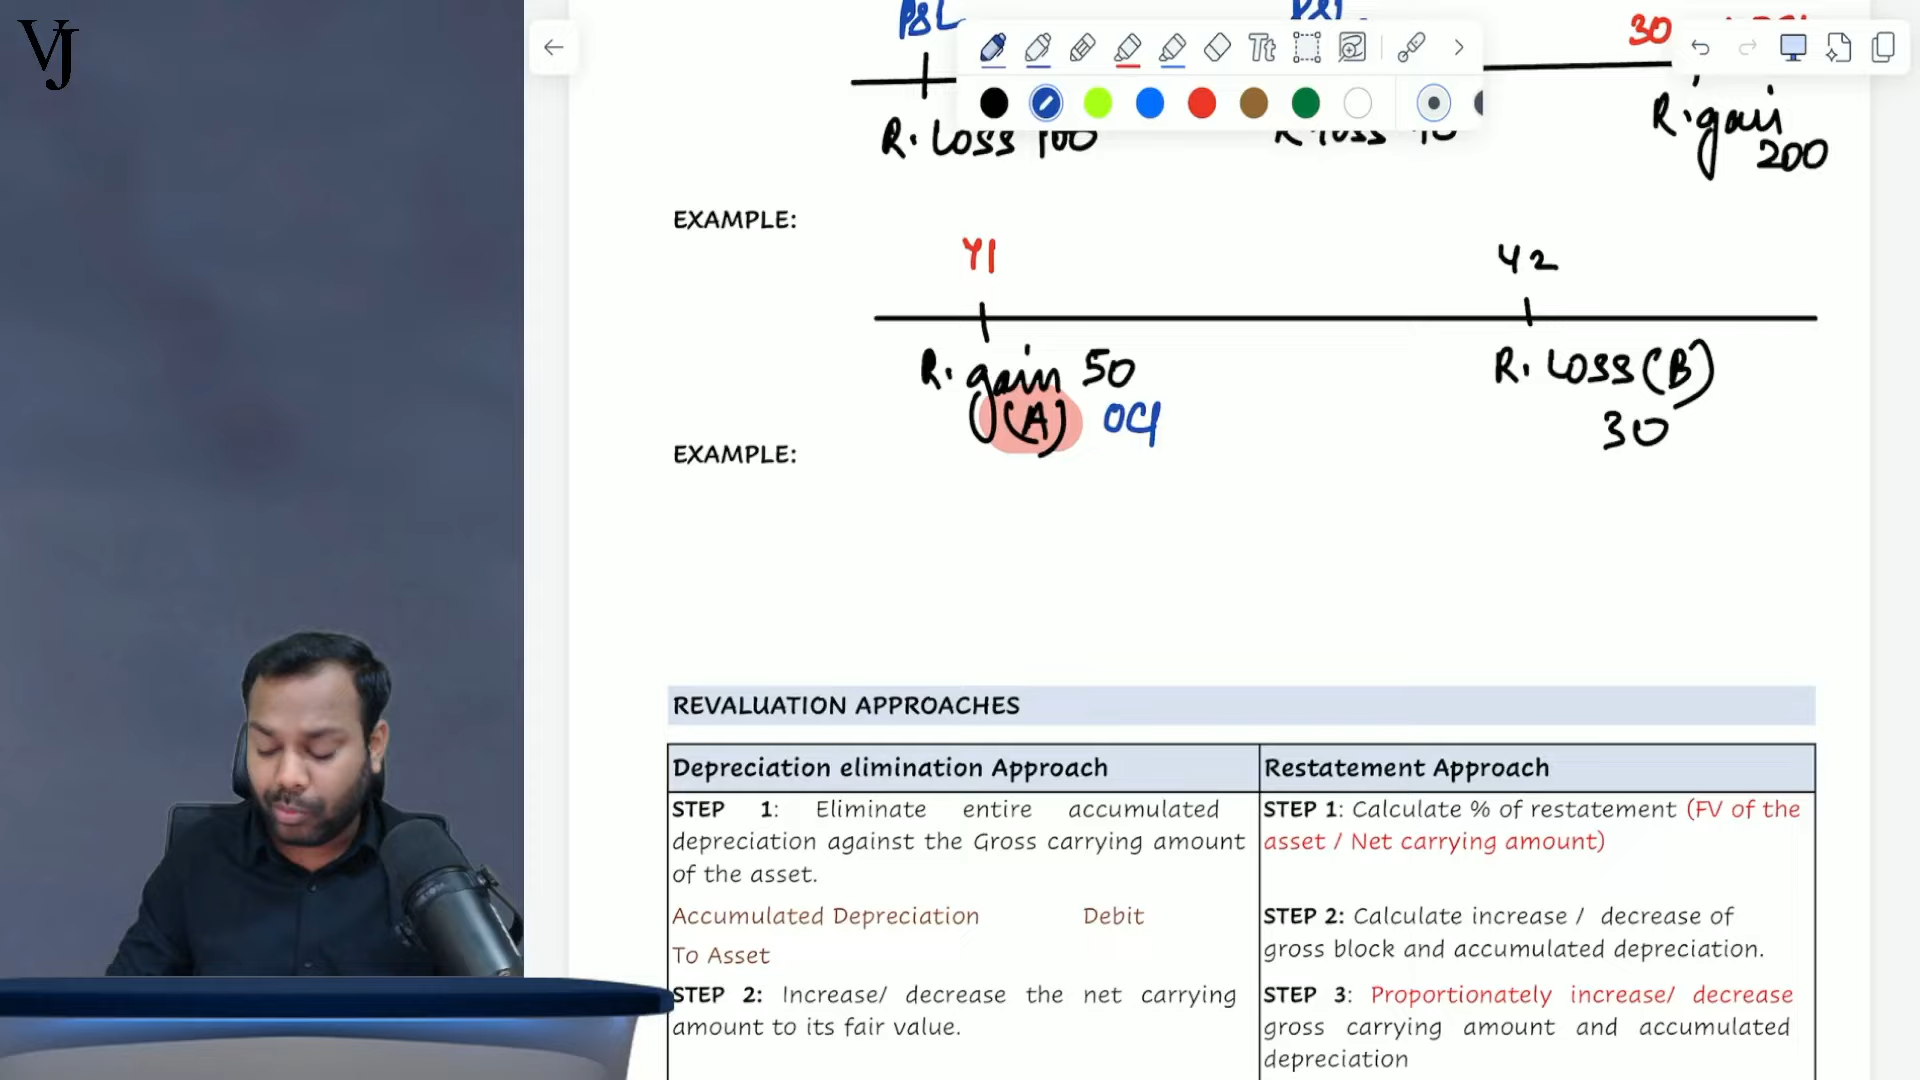 VJ
P&L
30
R. Loss 100
R. gain
200
EXAMPLE:
Y1
Y2
R. gain 50
R. Loss (B)
(A) OCI
30
EXAMPLE:
REVALUATION APPROACHES
Depreciation elimination Approach
Restatement Approach
STEP 1: Eliminate entire accumulated
depreciation against the Gross carrying amount
of the asset.
Accumulated Depreciation Debit
To Asset
STEP 2: Increase/ decrease the net carrying
amount to its fair value.
STEP 1: Calculate % of restatement (FV of the
asset / Net carrying amount)
STEP 2: Calculate increase / decrease of
gross block and accumulated depreciation.
STEP 3: Proportionately increase/ decrease
gross carrying amount and accumulated
depreciation